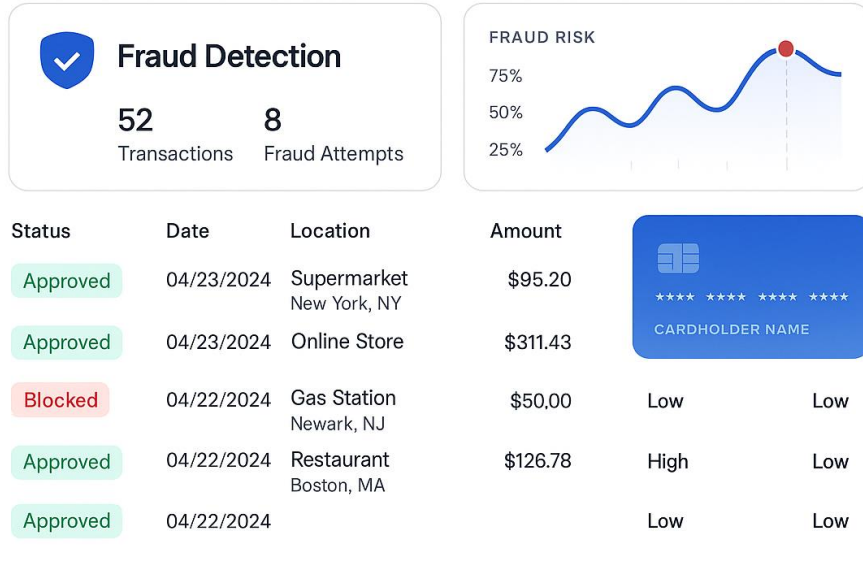 Fraud Detection
52
Transactions
8
Fraud Attempts
FRAUD RISK
75%
50%
25%
Status Date Location Amount
Approved 04/23/2024 Supermarket $95.20
New York, NY
**** **** **** ****
CARDHOLDER NAME
Approved 04/23/2024 Online Store $311.43
Blocked 04/22/2024 Gas Station $50,00 Low Low
Newark, NJ
Approved 04/22/2024 Restaurant $126.78 High Low
Boston, MA
Approved 04/22/2024 Low Low